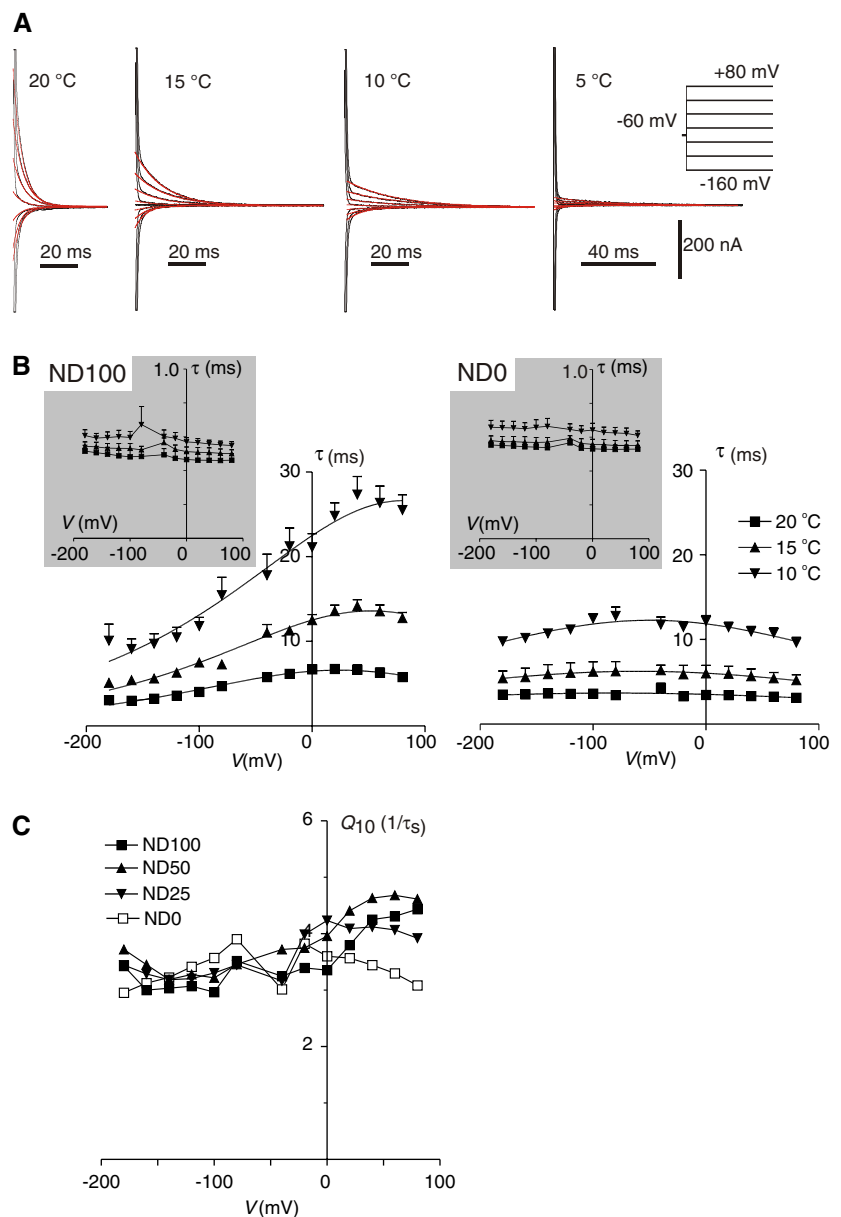 A
20 °C
15 °C
10 °C
5 °C
+80 mV
-60 mV
-160 mV
20 ms
20 ms
20 ms
40 ms
200 nA
B
ND100
1.0 τ (ms)
V (mV)
-200 -100 0 100
τ (ms)
30
20
10
-200 -100 0 100
V(mV)
ND0
1.0 τ (ms)
V(mV)
-200 -100 0 100
τ (ms)
30
20
10
20 °C
15 °C
10 °C
-200 -100 0 100
V(mV)
C
6 Q10 (1/τS)
ND100
ND50
ND25
ND0
4
2
-200 -100 0 100
V(mV)